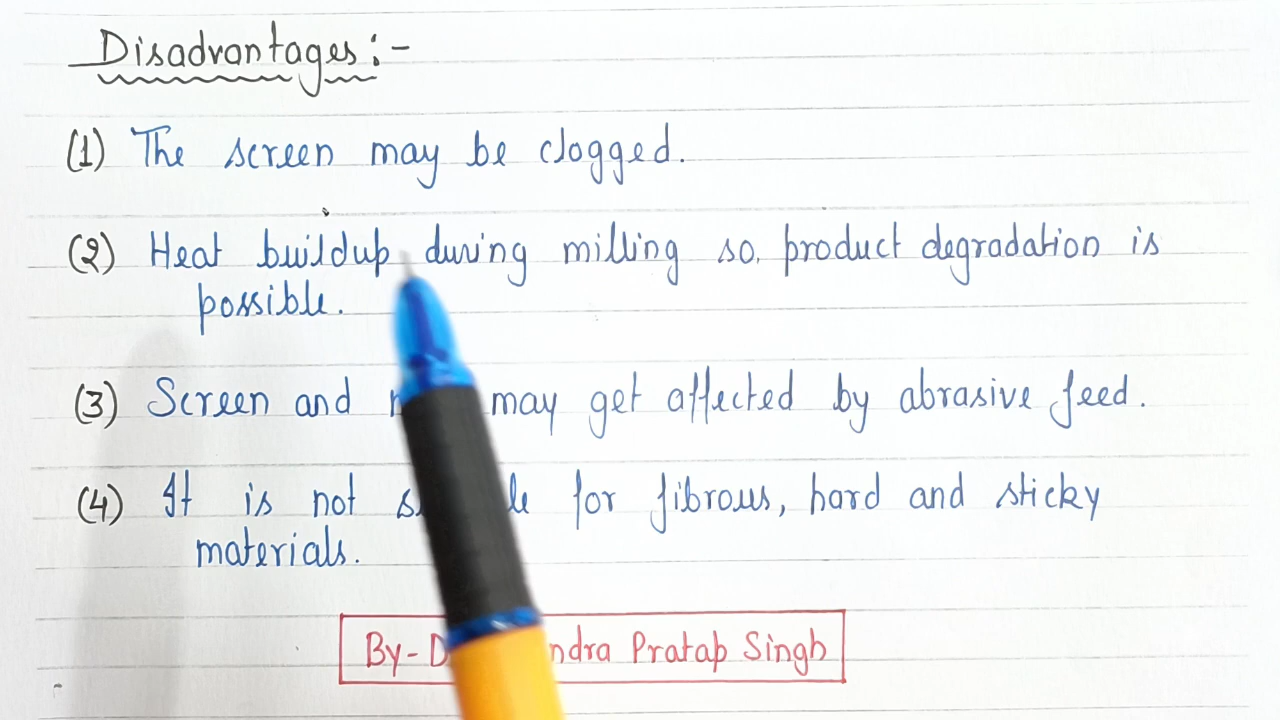 Disadvantages:-
(1) The screen may be clogged.
(2) Heat buildup during milling so, product degradation is
possible.
(3) Screen and may get affected by abrasive feed.
(4) It is not for fibrous, hard and sticky
materials.
By- Pratap Singh